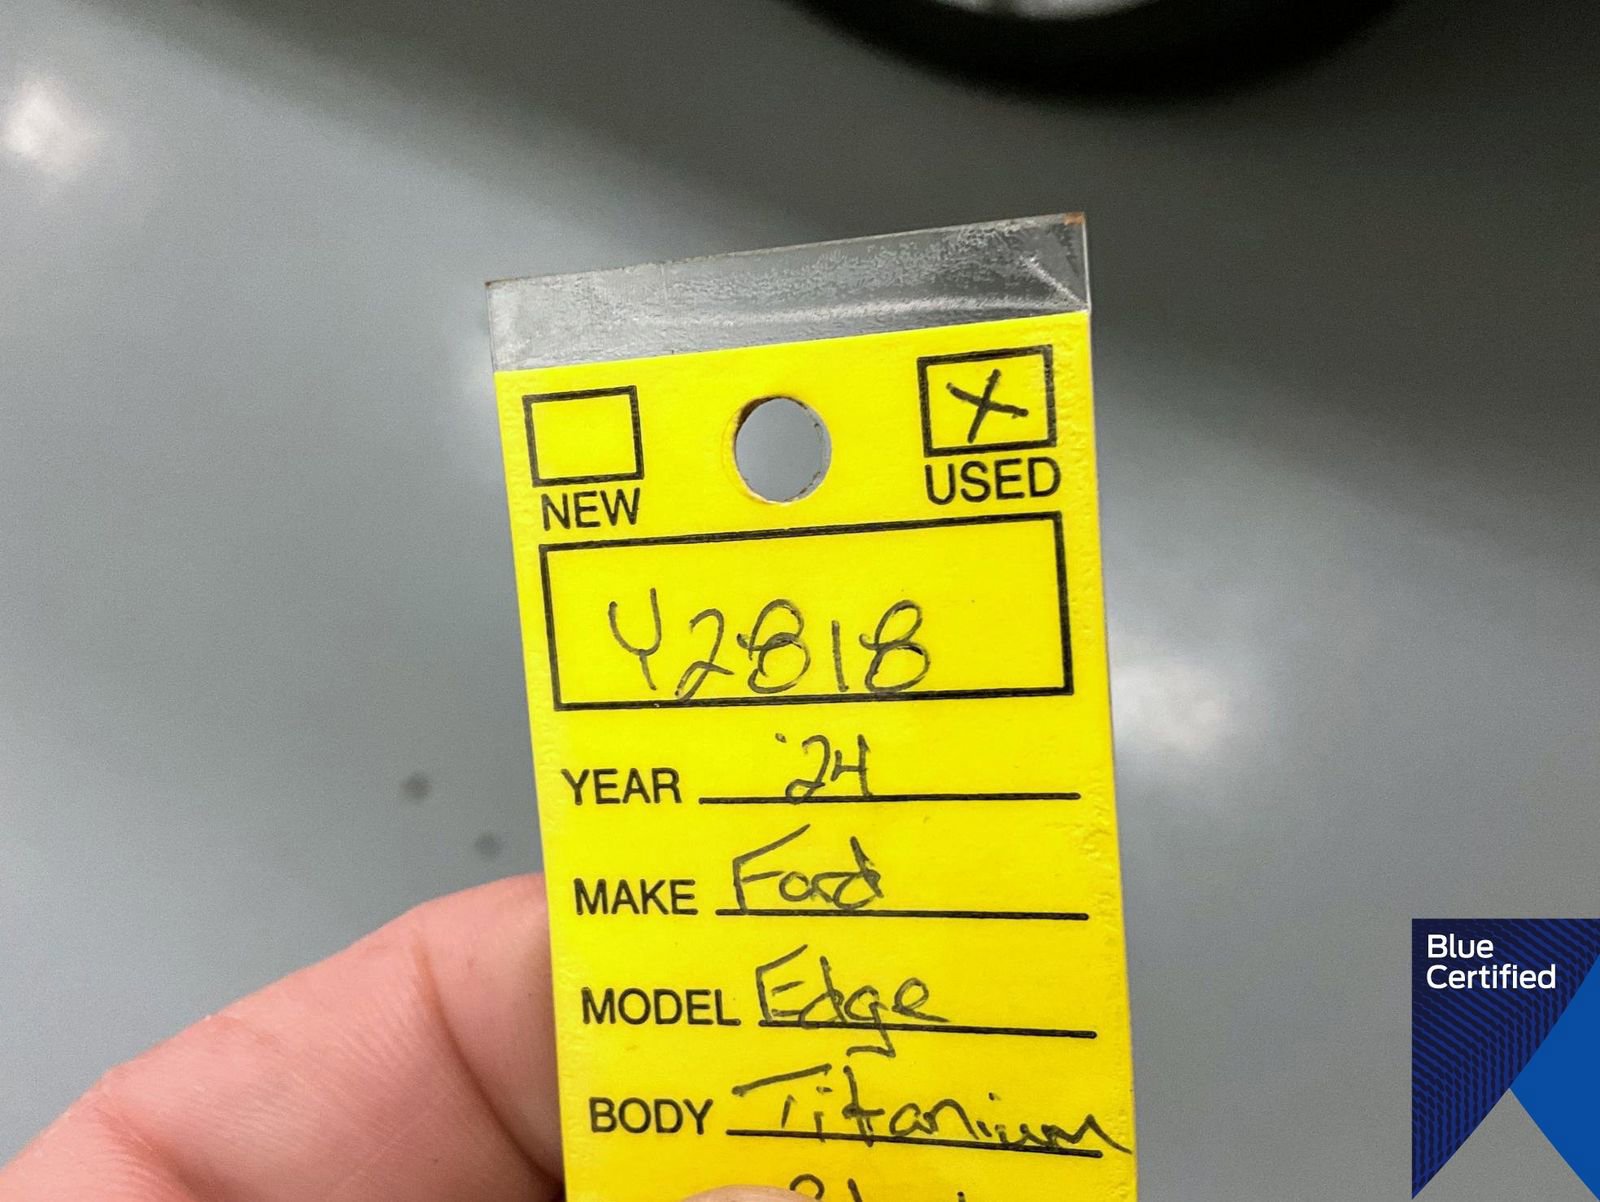 X
NEW
USED
Y2818
YEAR '24
MAKE Ford
MODEL Edge
BODY Titanium
Blue
Certified